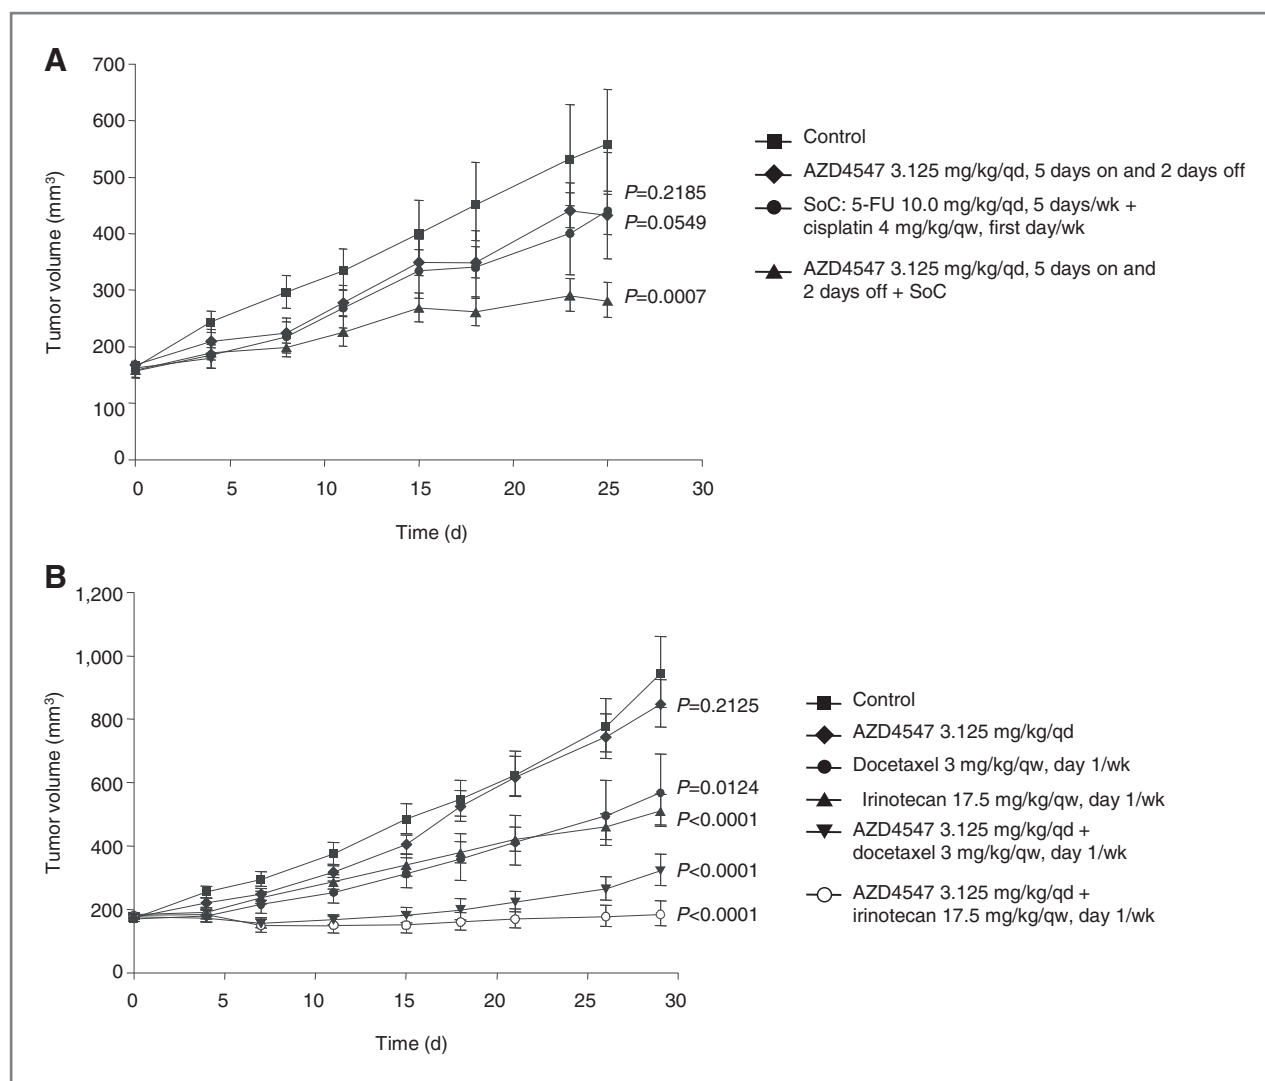 A
700
600
500
400
300
200
100
0
Tumor volume (mm³)
0 5 10 15 20 25 30
Time (d)
P=0.2185
P=0.0549
P=0.0007
Control
AZD4547 3.125 mg/kg/qd, 5 days on and 2 days off
SoC: 5-FU 10.0 mg/kg/qd, 5 days/wk +
cisplatin 4 mg/kg/qw, first day/wk
AZD4547 3.125 mg/kg/qd, 5 days on and
2 days off + SoC
B
1,200
1,000
800
600
400
200
0
Tumor volume (mm³)
0 5 10 15 20 25 30
Time (d)
P=0.2125
P=0.0124
P<0.0001
P<0.0001
P<0.0001
Control
AZD4547 3.125 mg/kg/qd
Docetaxel 3 mg/kg/qw, day 1/wk
Irinotecan 17.5 mg/kg/qw, day 1/wk
AZD4547 3.125 mg/kg/qd +
docetaxel 3 mg/kg/qw, day 1/wk
AZD4547 3.125 mg/kg/qd +
irinotecan 17.5 mg/kg/qw, day 1/wk